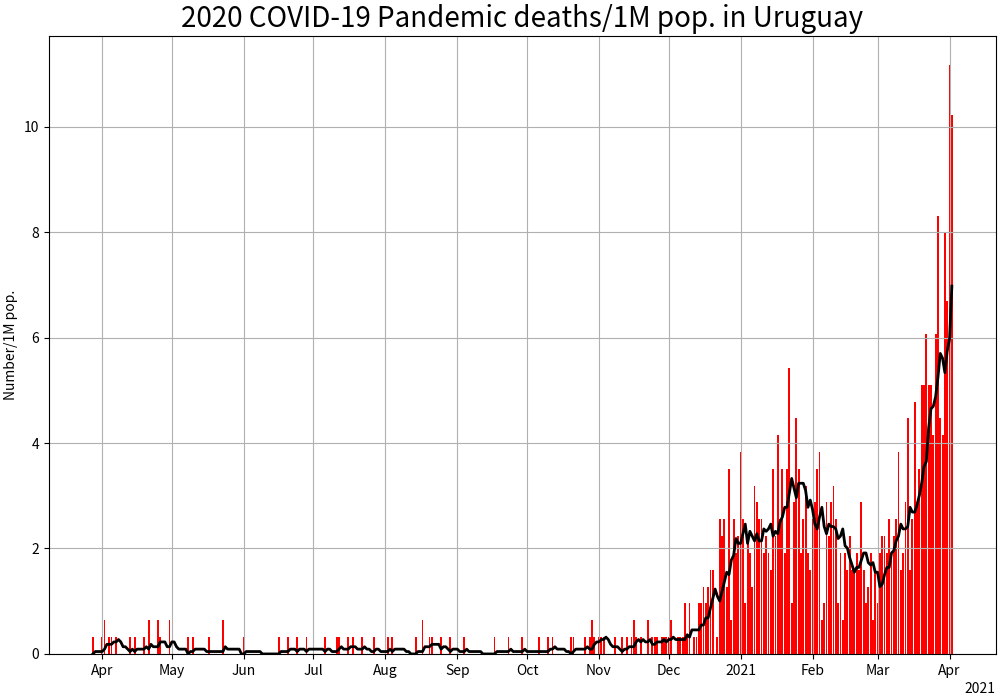 2020 COVID-19 Pandemic deaths/1M pop. in Uruguay
Number/1M pop.
10
8
6
4
2
0
Apr May Jun Jul Aug Sep Oct Nov Dec 2021 Feb Mar Apr
2021